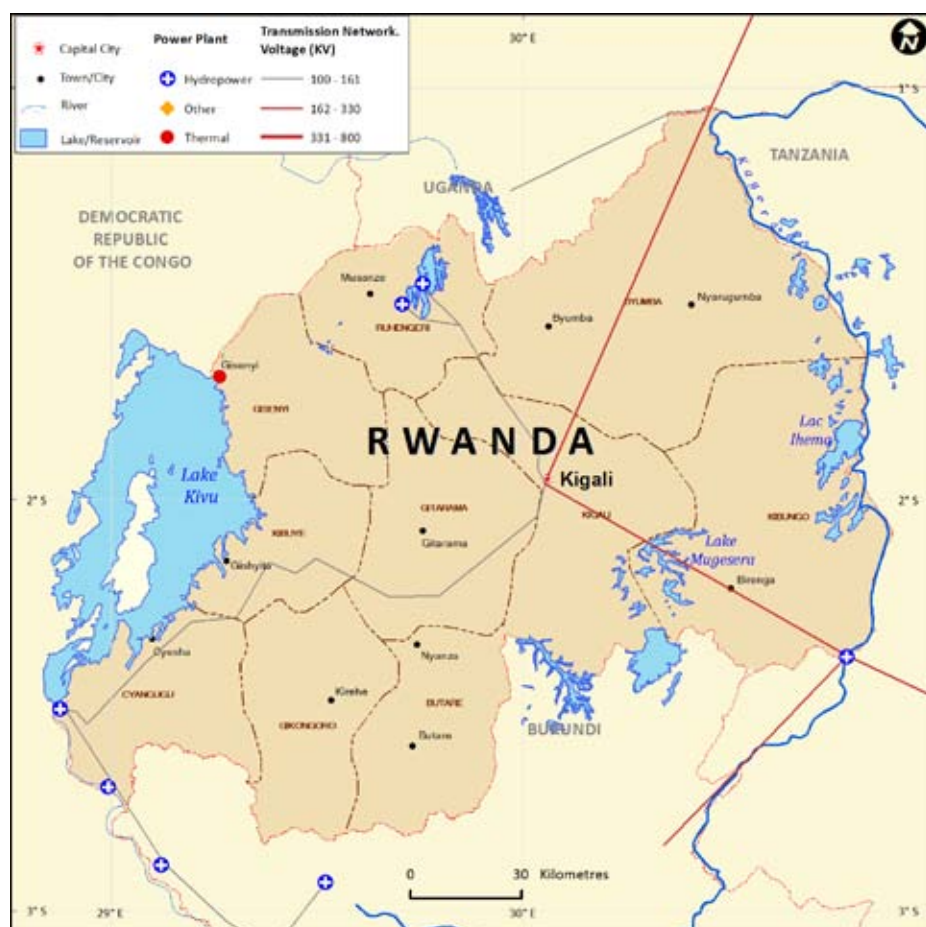 Capital City
Town/City
River
Lake/Reservoir
Power Plant
Hydropower
Other
Thermal
Transmission Network.
Voltage (KV)
100 - 161
162 - 330
331 - 800
N
30° E
1° S
TANZANIA
UGANDA
Kager
DEMOCRATIC
REPUBLIC
OF THE CONGO
Musanze
RUHENGERI
Byumba
BYUMBA
Nyarugumba
Gisenyi
GISENYI
RWANDA
Lac
Ihema
Lake
Kivu
Kigali
2° S
2° S
GITARAMA
KIGALI
KIBUNGO
KIBUYE
Gitarama
Lake
Mugesera
Gishyita
Birenga
Nyanza
CYANGUGU
Kirehe
BUTARE
GIKONGORO
BURUNDI
Butare
0 30 Kilometres
3° S
29° E
30° E
3° S